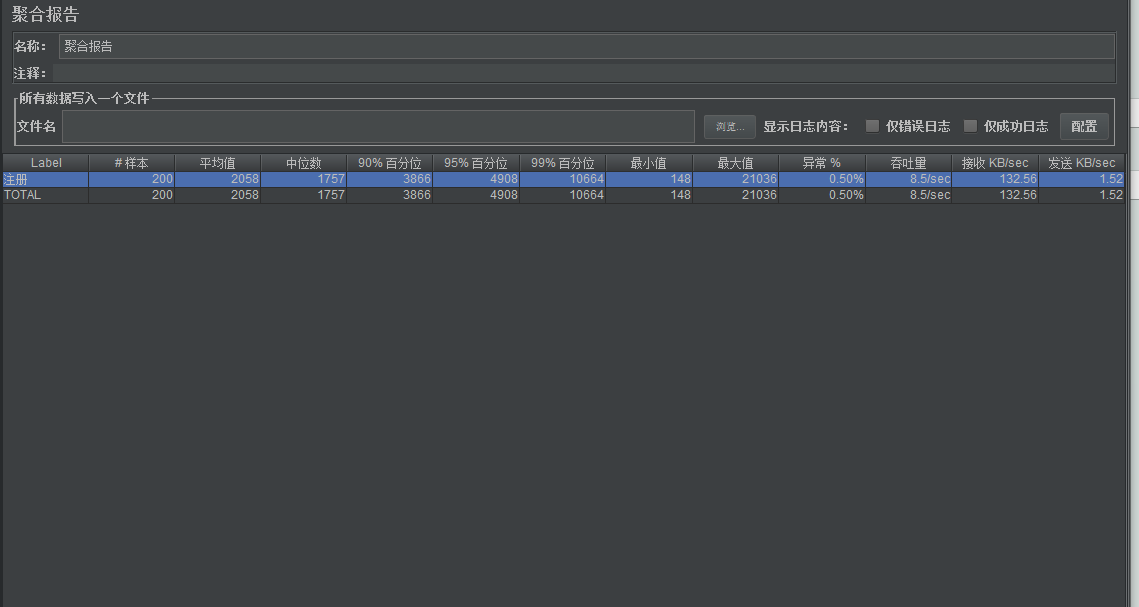 聚合报告
名称： 聚合报告
注释：
所有数据写入一个文件
文件名 浏览... 显示日志内容： 仅错误日志 仅成功日志 配置
Label # 样本 平均值 中位数 90% 百分位 95% 百分位 99% 百分位 最小值 最大值 异常 % 吞吐量 接收 KB/sec 发送 KB/sec
注册 200 2058 1757 3866 4908 10664 148 21036 0.50% 8.5/sec 132.56 1.52
TOTAL 200 2058 1757 3866 4908 10664 148 21036 0.50% 8.5/sec 132.56 1.52